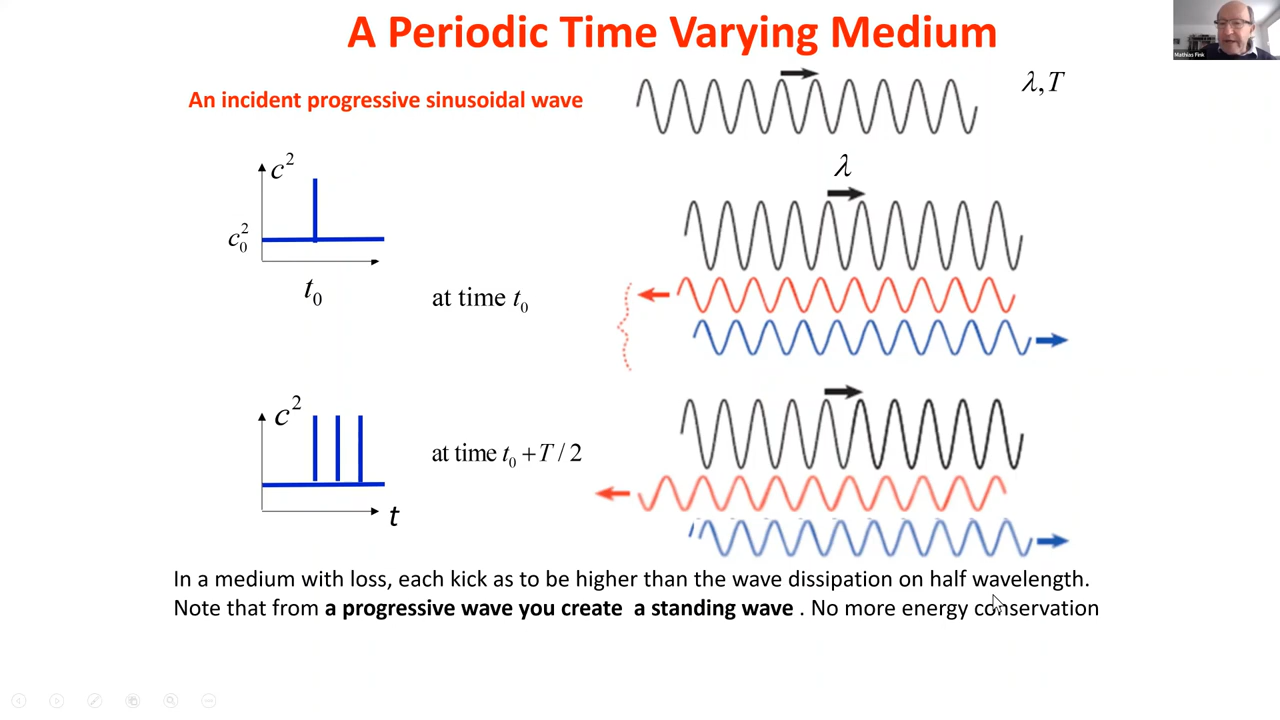 A Periodic Time Varying Medium
Mathias Fink
An incident progressive sinusoidal wave
λ, T
c²
c₀²
t₀
at time t₀
λ
c²
t
at time t₀ + T / 2
In a medium with loss, each kick as to be higher than the wave dissipation on half wavelength.
Note that from a progressive wave you create a standing wave . No more energy conservation